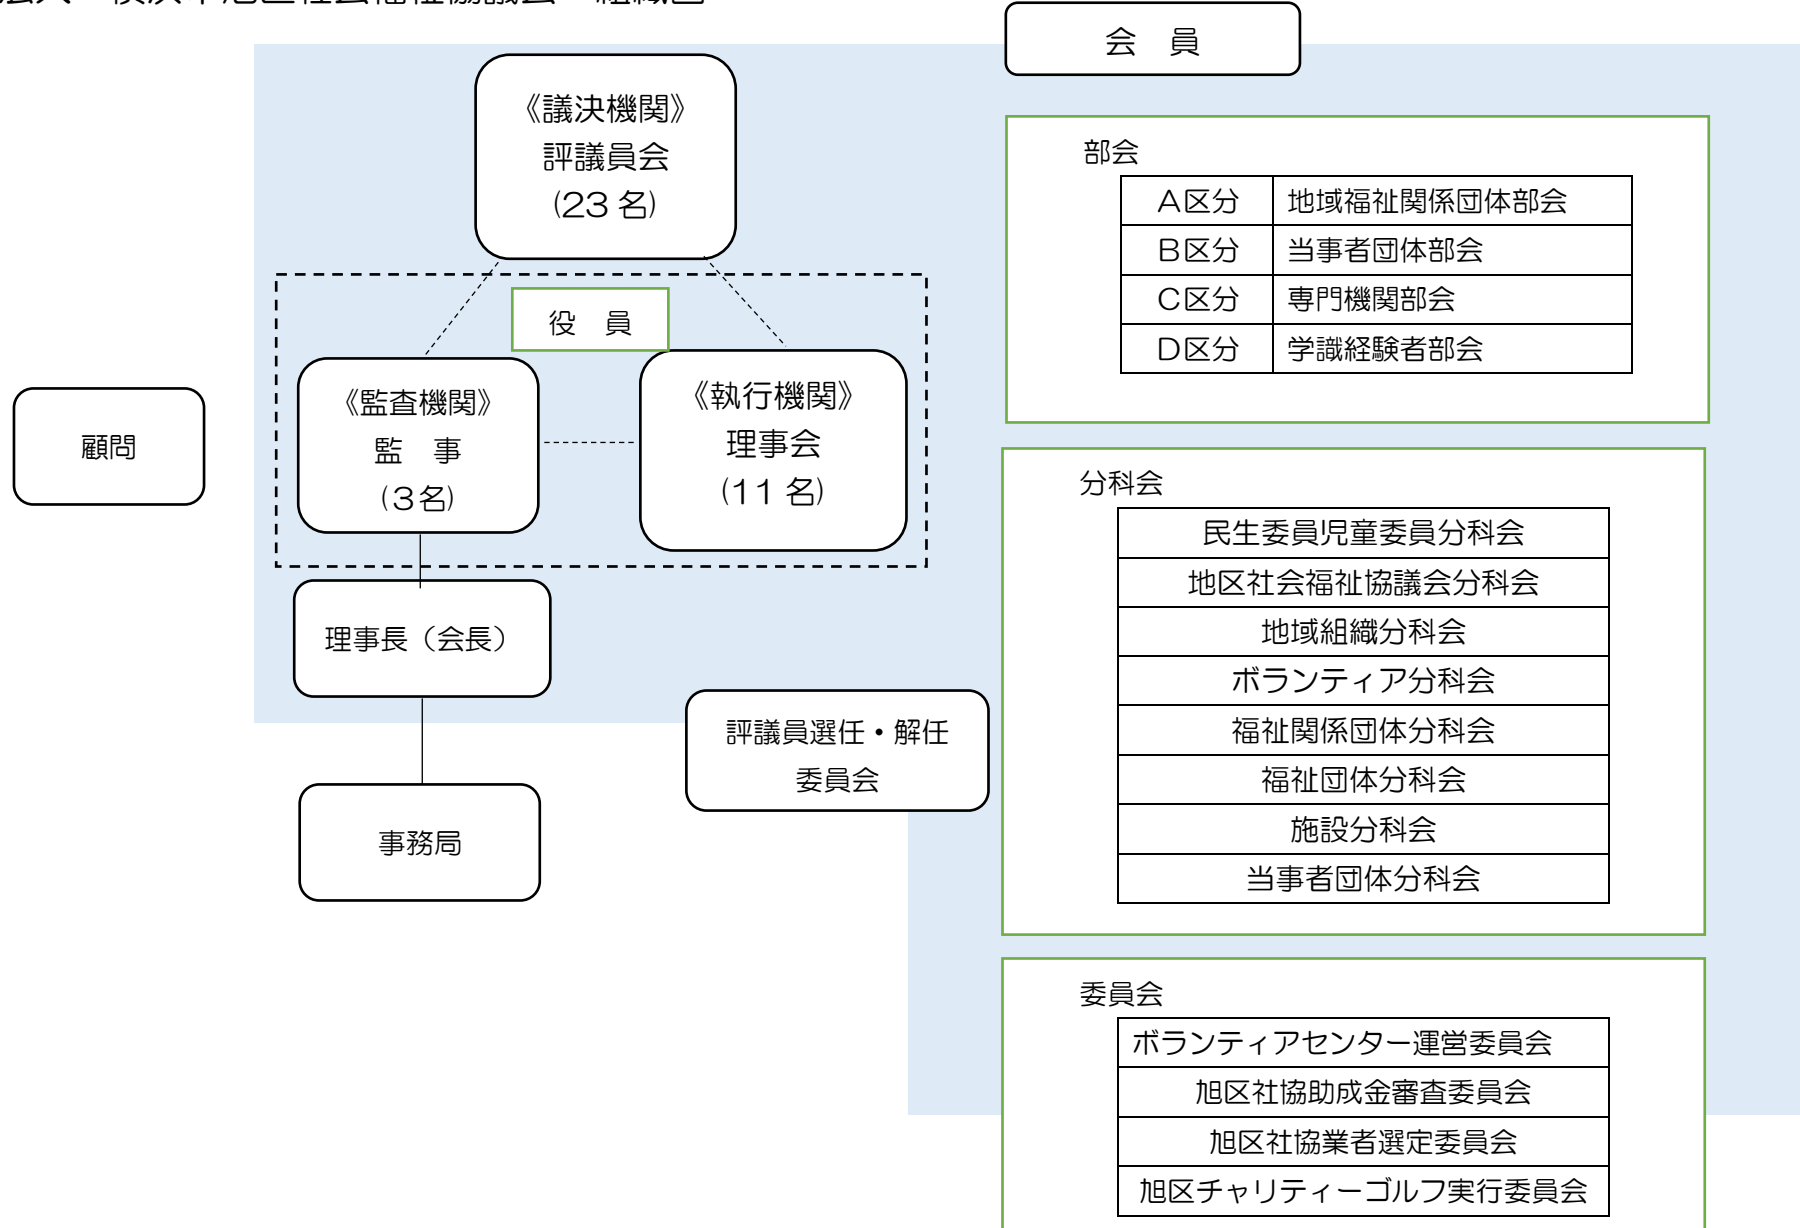 会　員
《議決機関》
評議員会
(23 名)
役　員
《監査機関》
監　事
(３名)
《執行機関》
理事会
(11 名)
顧問
理事長（会長）
評議員選任・解任
委員会
事務局
部会
Ａ区分 地域福祉関係団体部会
Ｂ区分 当事者団体部会
Ｃ区分 専門機関部会
Ｄ区分 学識経験者部会
分科会
民生委員児童委員分科会
地区社会福祉協議会分科会
地域組織分科会
ボランティア分科会
福祉関係団体分科会
福祉団体分科会
施設分科会
当事者団体分科会
委員会
ボランティアセンター運営委員会
旭区社協助成金審査委員会
旭区社協業者選定委員会
旭区チャリティーゴルフ実行委員会